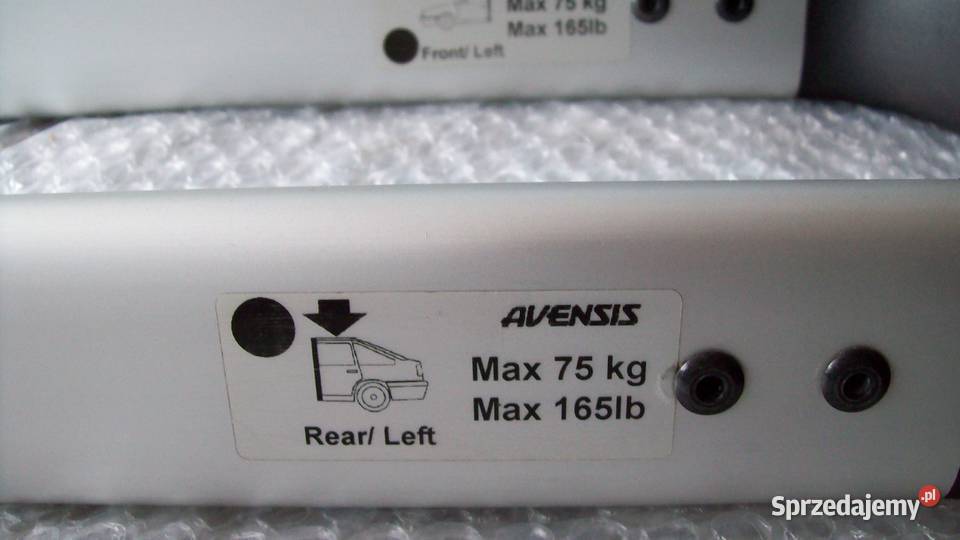 Max 75 kg
Max 165lb
Front/ Left
AVENSIS
Max 75 kg
Max 165lb
Rear/ Left
Sprzedajemy.pl